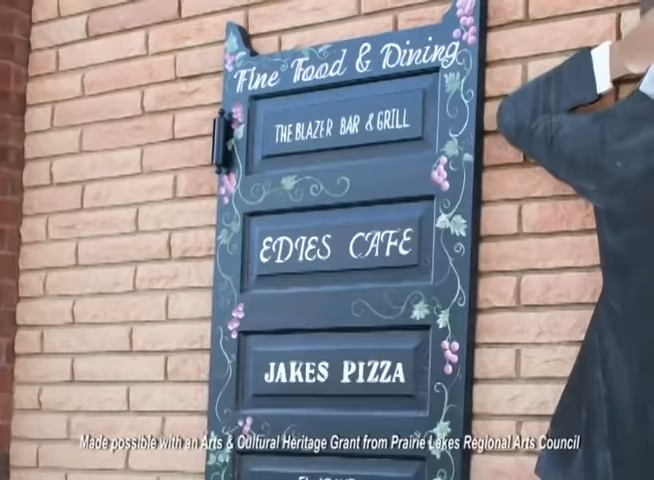 Fine Food & Dining
THE BLAZER BAR & GRILL
EDIES CAFE
JAKES PIZZA
Made possible with an Arts & Cultural Heritage Grant from Prairie Lakes Regional Arts Council